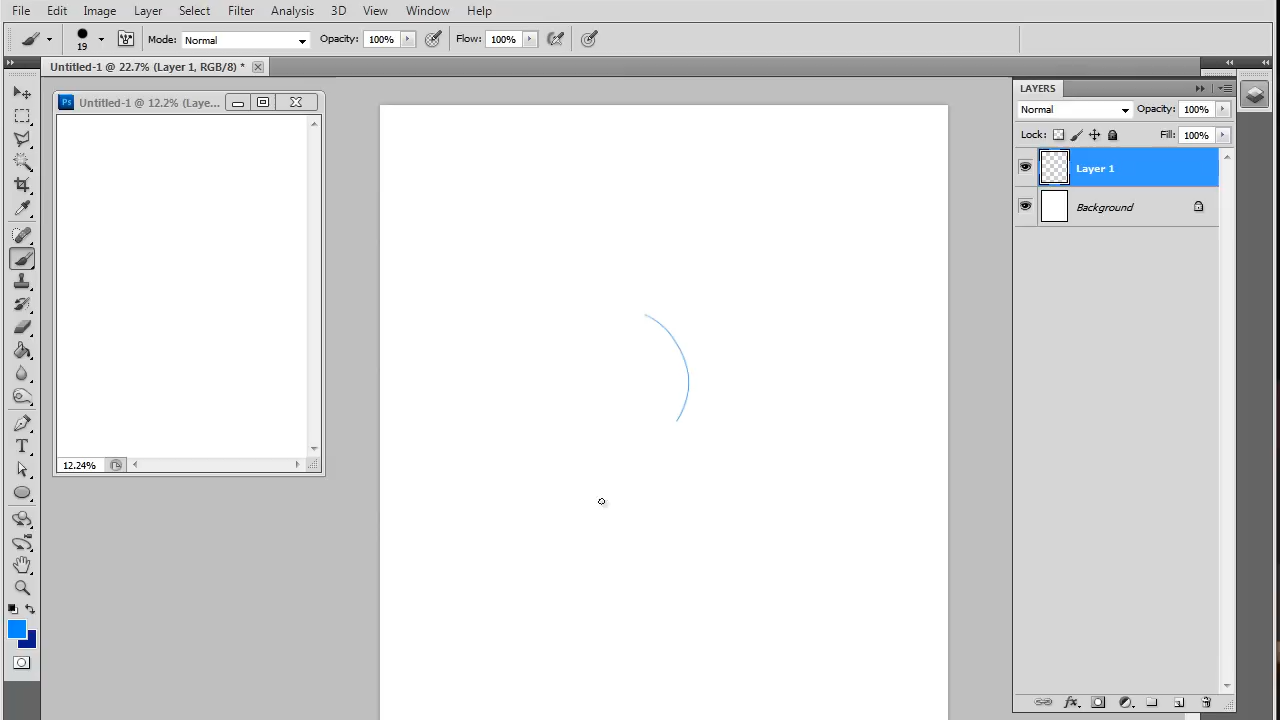 File Edit Image Layer Select Filter Analysis 3D View Window Help
19 Mode: Normal Opacity: 100% Flow: 100%
Untitled-1 @ 22.7% (Layer 1, RGB/8) *
Ps Untitled-1 @ 12.2% (Laye...
12.24%
LAYERS
Normal Opacity: 100%
Lock: Fill: 100%
Layer 1
Background
T
fx